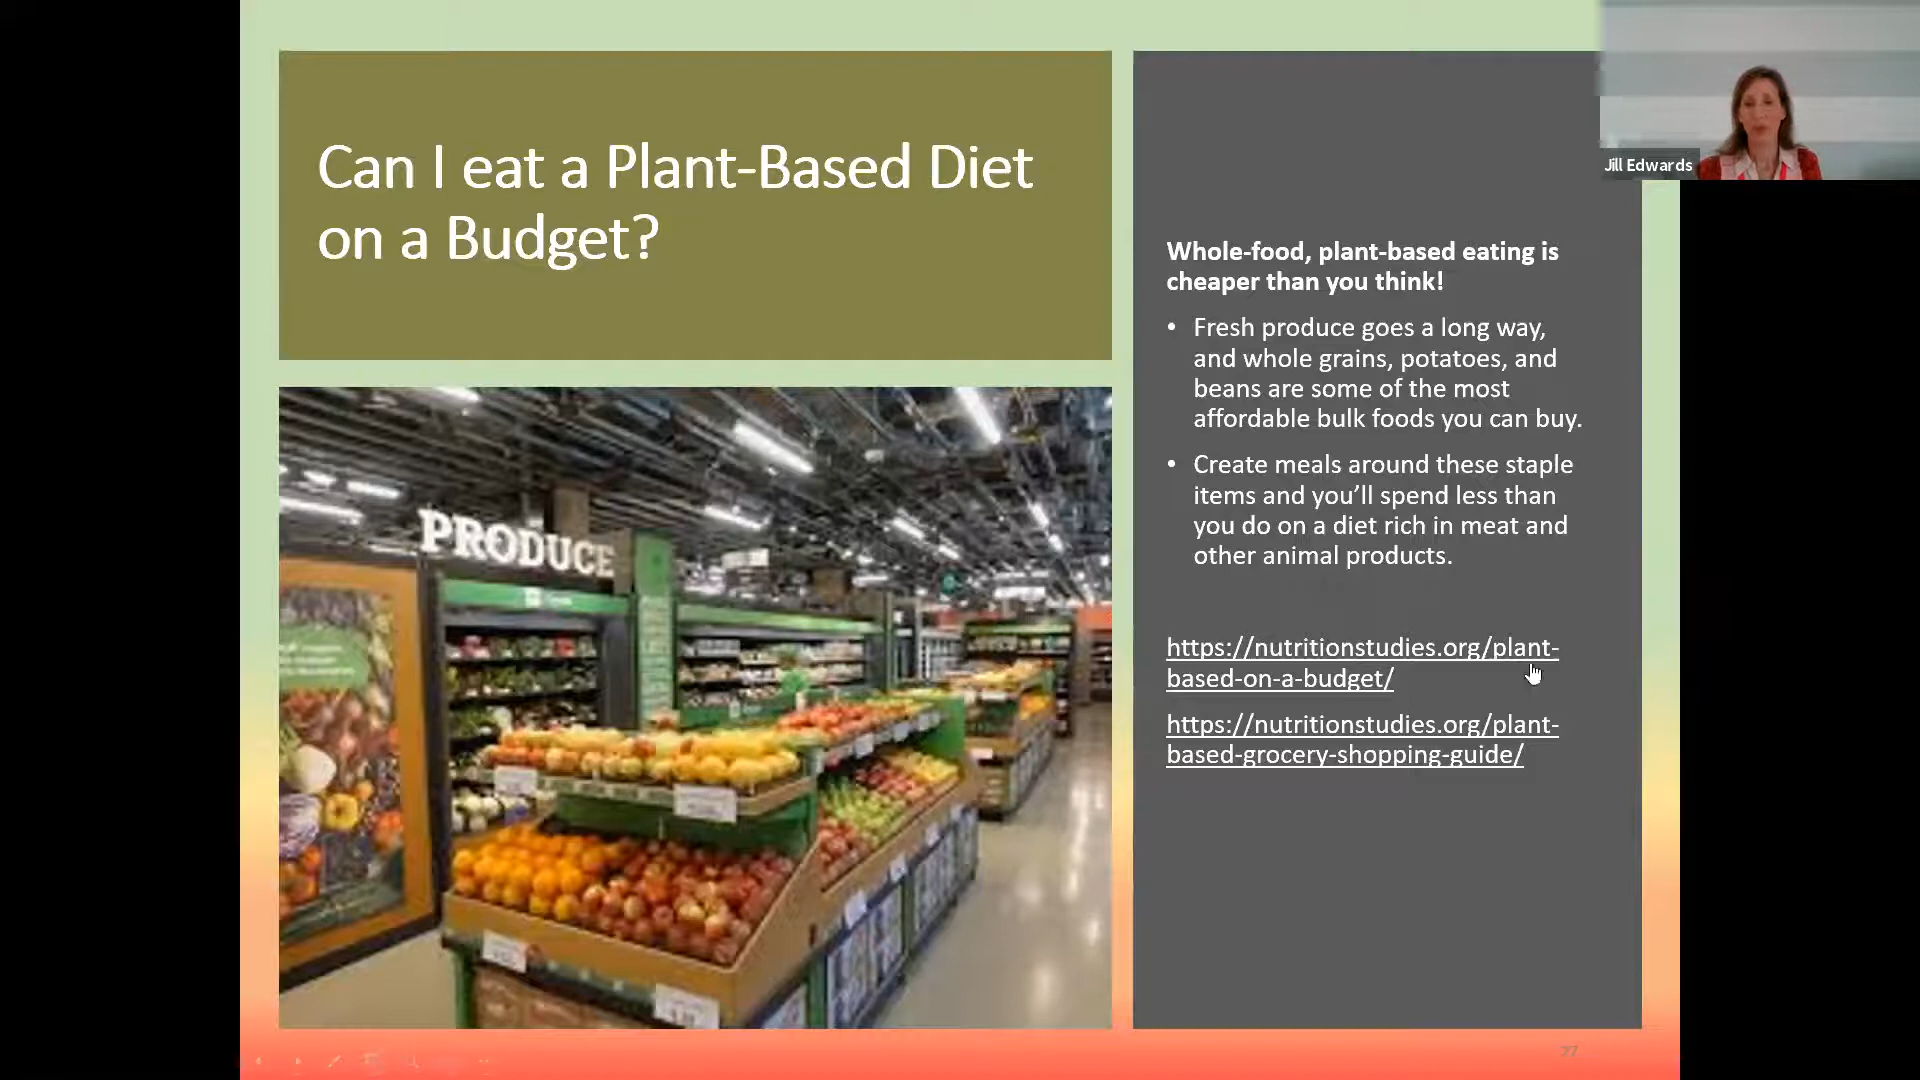 Can I eat a Plant-Based Diet
on a Budget?
PRODUCE
Jill Edwards
Whole-food, plant-based eating is
cheaper than you think!
• Fresh produce goes a long way,
and whole grains, potatoes, and
beans are some of the most
affordable bulk foods you can buy.
• Create meals around these staple
items and you’ll spend less than
you do on a diet rich in meat and
other animal products.
https://nutritionstudies.org/plant-
based-on-a-budget/
https://nutritionstudies.org/plant-
based-grocery-shopping-guide/